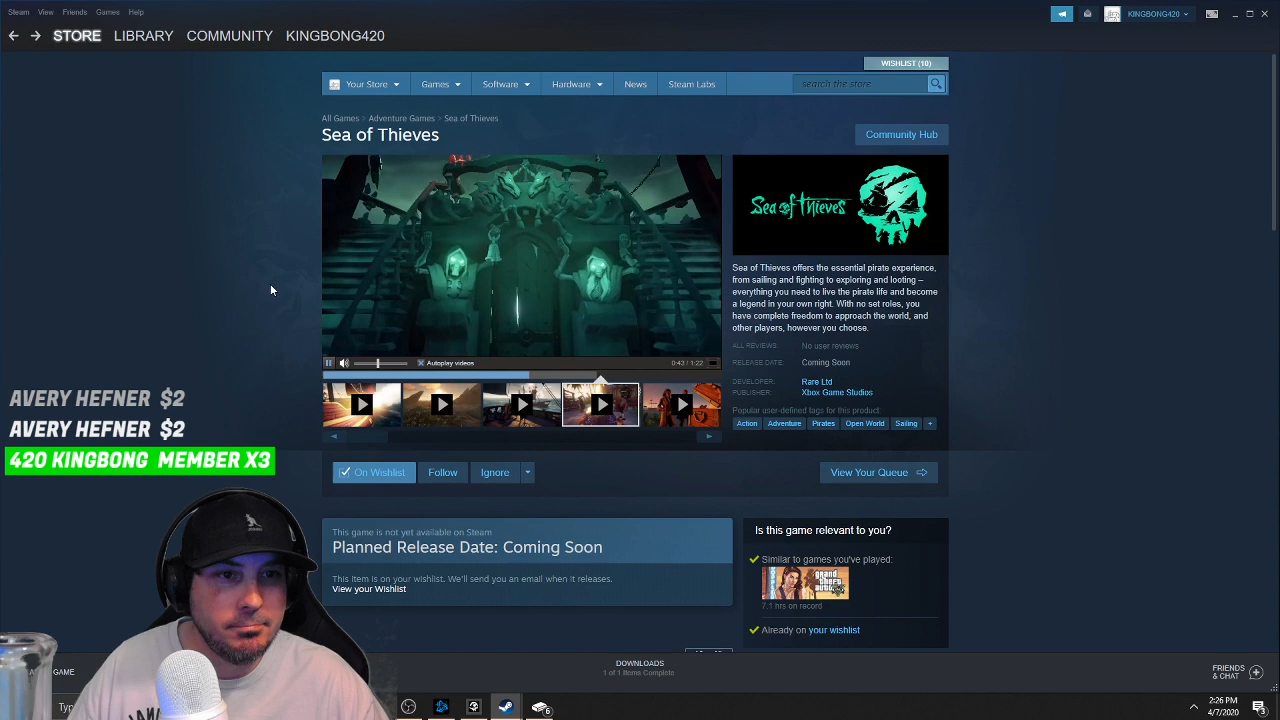 Steam View Friends Games Help
KINGBONG420
STORE LIBRARY COMMUNITY KINGBONG420
WISHLIST (10)
Your Store Games Software Hardware News Steam Labs search the store
All Games > Adventure Games > Sea of Thieves
Sea of Thieves
Community Hub
Sea of Thieves
Sea of Thieves offers the essential pirate experience,
from sailing and fighting to exploring and looting –
everything you need to live the pirate life and become
a legend in your own right. With no set roles, you
have complete freedom to approach the world, and
other players, however you choose.
ALL REVIEWS: No user reviews
RELEASE DATE: Coming Soon
DEVELOPER: Rare Ltd
PUBLISHER: Xbox Game Studios
Popular user-defined tags for this product:
Action Adventure Pirates Open World Sailing +
Autoplay videos 0:43 / 1:22
On Wishlist Follow Ignore View Your Queue
This game is not yet available on Steam
Planned Release Date: Coming Soon
This item is on your wishlist. We'll send you an email when it releases.
View your Wishlist
Is this game relevant to you?
Similar to games you've played:
grand theft auto
7.1 hrs on record
Already on your wishlist
AVERY HEFNER $2
AVERY HEFNER $2
420 KINGBONG MEMBER X3
GAME
DOWNLOADS
1 of 1 Items Complete
FRIENDS
& CHAT
Typ
6
2:26 PM
4/7/2020